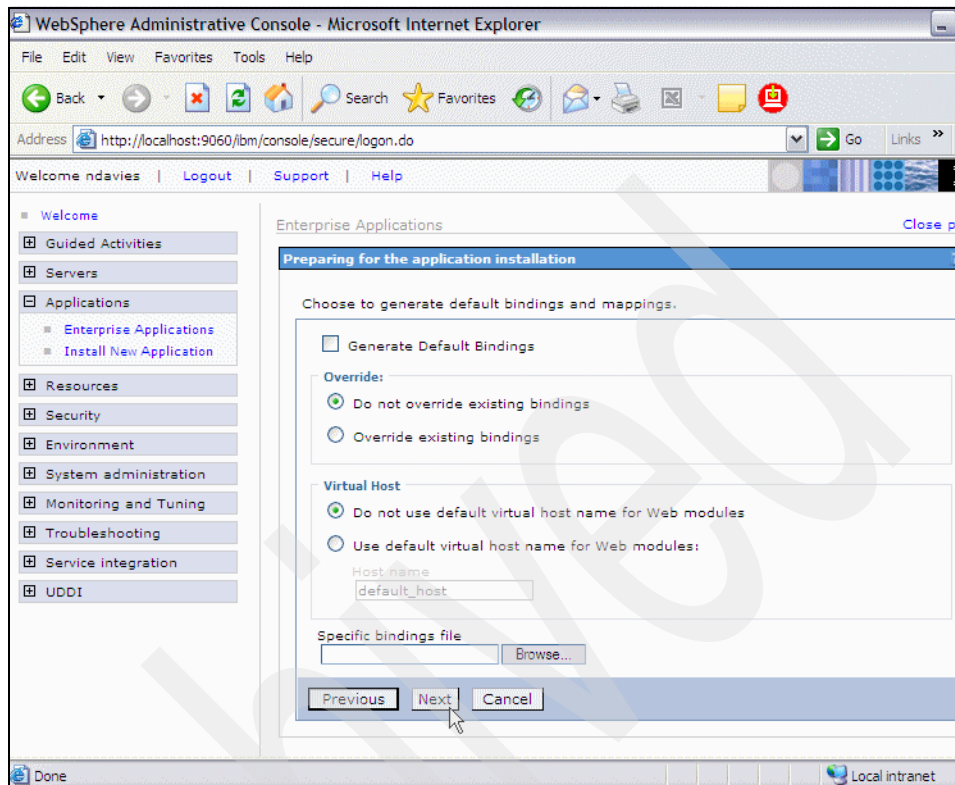 WebSphere Administrative Console - Microsoft Internet Explorer
File Edit View Favorites Tools Help
Back Search Favorites
Address http://localhost:9060/ibm/console/secure/logon.do Go Links »
Welcome ndavies | Logout | Support | Help
Welcome
Guided Activities
Servers
Applications
Enterprise Applications
Install New Application
Resources
Security
Environment
System administration
Monitoring and Tuning
Troubleshooting
Service integration
UDDI
Enterprise Applications Close p
Preparing for the application installation
Choose to generate default bindings and mappings.
Generate Default Bindings
Override:
Do not override existing bindings
Override existing bindings
Virtual Host
Do not use default virtual host name for Web modules
Use default virtual host name for Web modules:
Host name
default_host
Specific bindings file
Browse...
Previous Next Cancel
Done Local intranet
hived